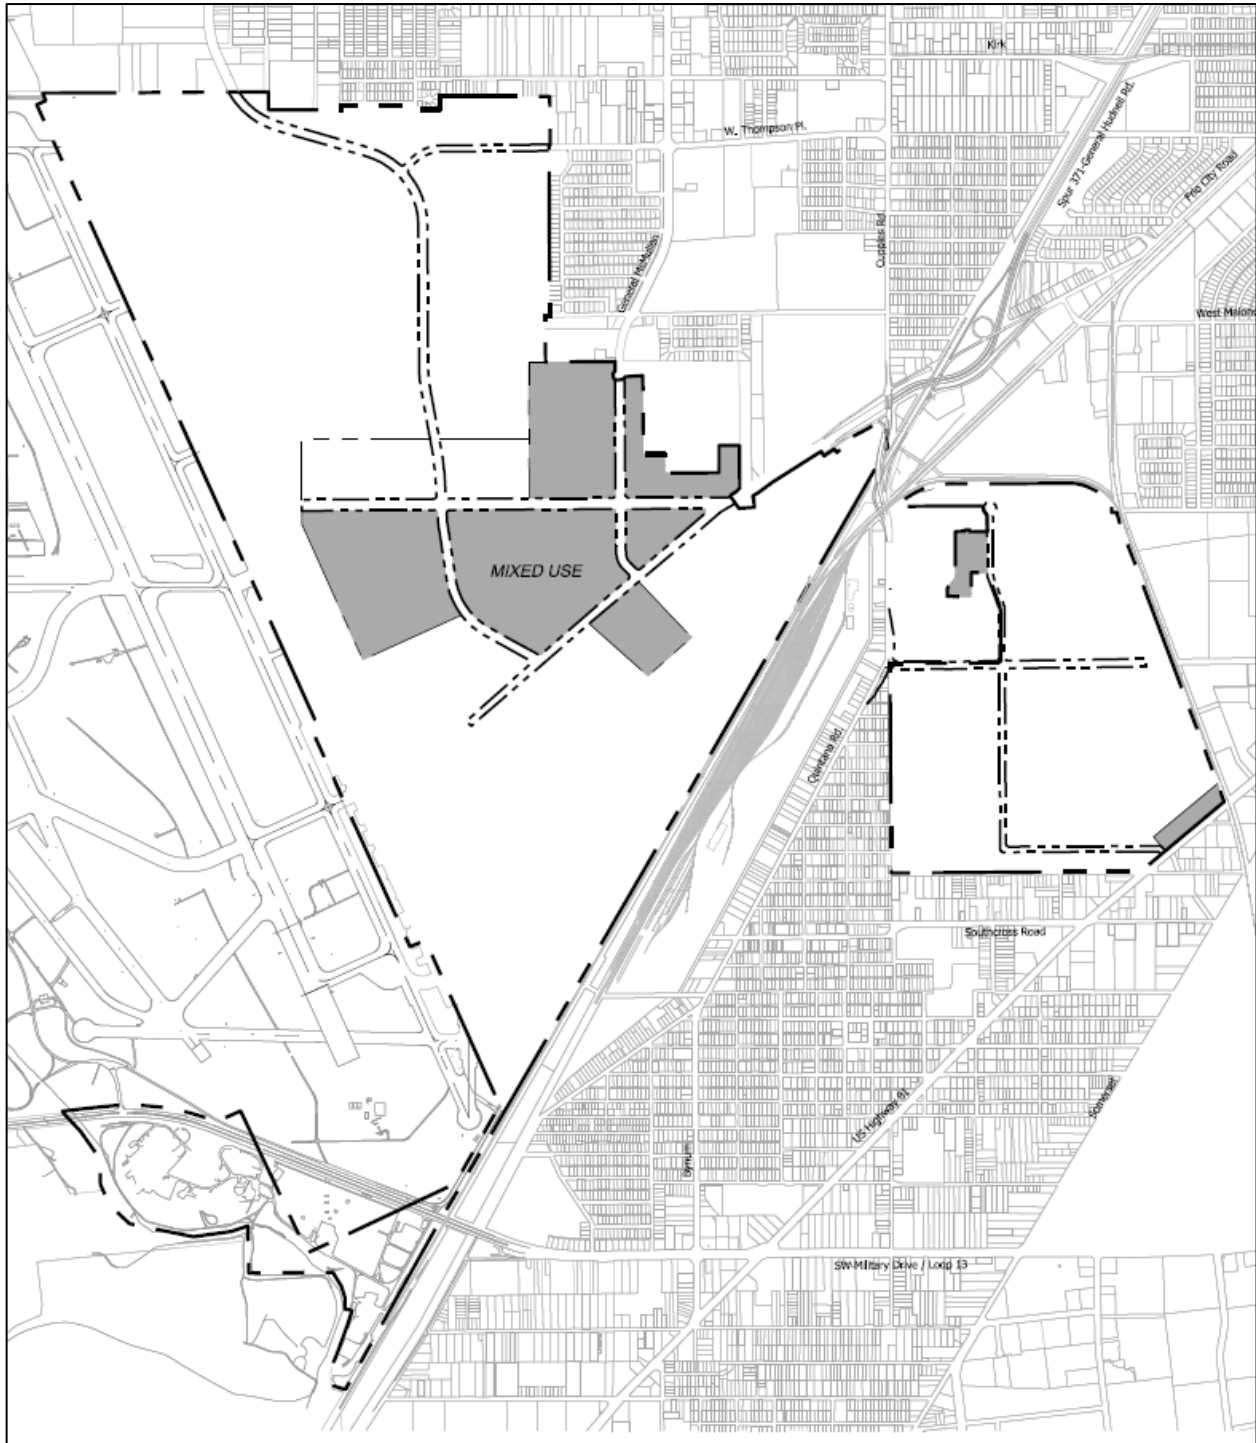 Kirk
W. Thompson Pl.
Spur 371-General Hudnell Rd.
Frio City Road
Cupples Rd.
General McMullen
West Malone
MIXED USE
Quintana Rd.
Southcross Road
US Highway 81
Somerset
Bynum
SW Military Drive / Loop 13